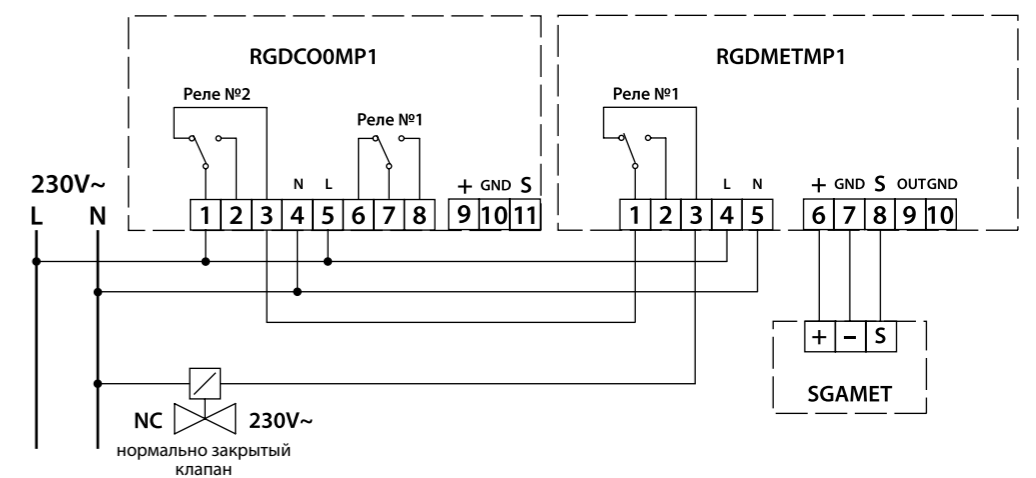 RGDCO0MP1
RGDMETMP1
Реле №2
Реле №1
Реле №1
230V~
L N
N L
+ GND S
L N
+ GND S OUT GND
1 2 3 4 5 6 7 8
9 10 11
1 2 3 4 5
6 7 8 9 10
+ – S
SGAMET
NC 230V~
нормально закрытый
клапан